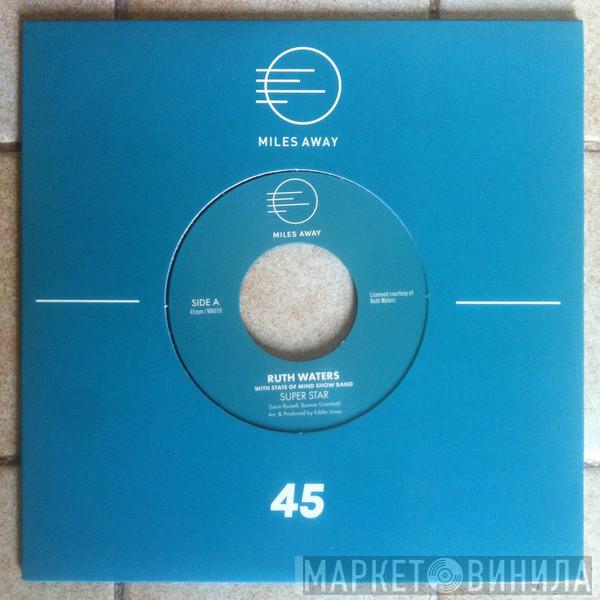 MILES AWAY
MILES AWAY
SIDE A
45rpm / MA010
Licensed courtesy of
Ruth Waters
RUTH WATERS
WITH STATE OF MIND SHOW BAND
SUPER STAR
(Leon Russell, Bonnie Bramlett)
Arr. & Produced by Eddie Jones
45
МАРКЕТ ВИНИЛА